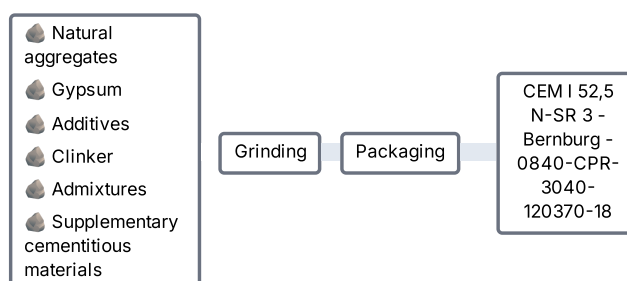 Natural
aggregates
Gypsum
Additives
Clinker
Admixtures
Supplementary
cementitious
materials
Grinding
Packaging
CEM I 52,5
N-SR 3 -
Bernburg -
0840-CPR-
3040-
120370-18